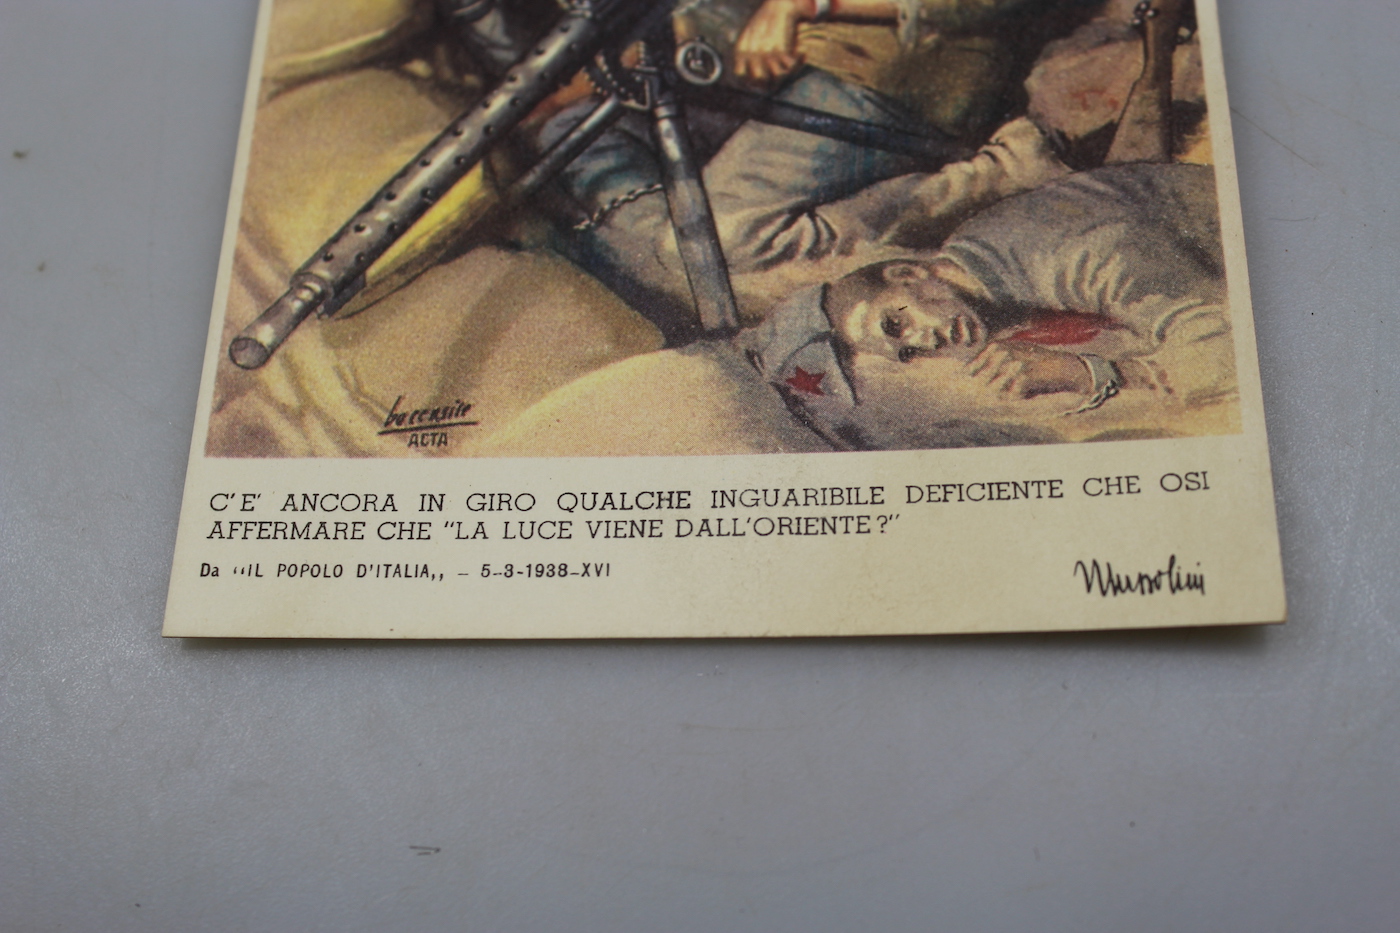 boccasile
ACTA
C'E' ANCORA IN GIRO QUALCHE INGUARIBILE DEFICIENTE CHE OSI
AFFERMARE CHE "LA LUCE VIENE DALL'ORIENTE?"
Da ‹‹IL POPOLO D'ITALIA,, – 5-3-1938-XVI
Mussolini